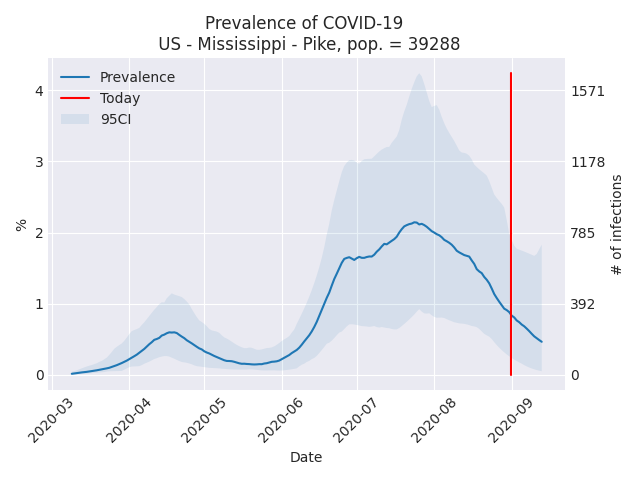 Prevalence of COVID-19
US - Mississippi - Pike, pop. = 39288
Prevalence
Today
95CI
%
4
3
2
1
0
1571
1178
785
392
0
# of infections
2020-03
2020-04
2020-05
2020-06
2020-07
2020-08
2020-09
Date